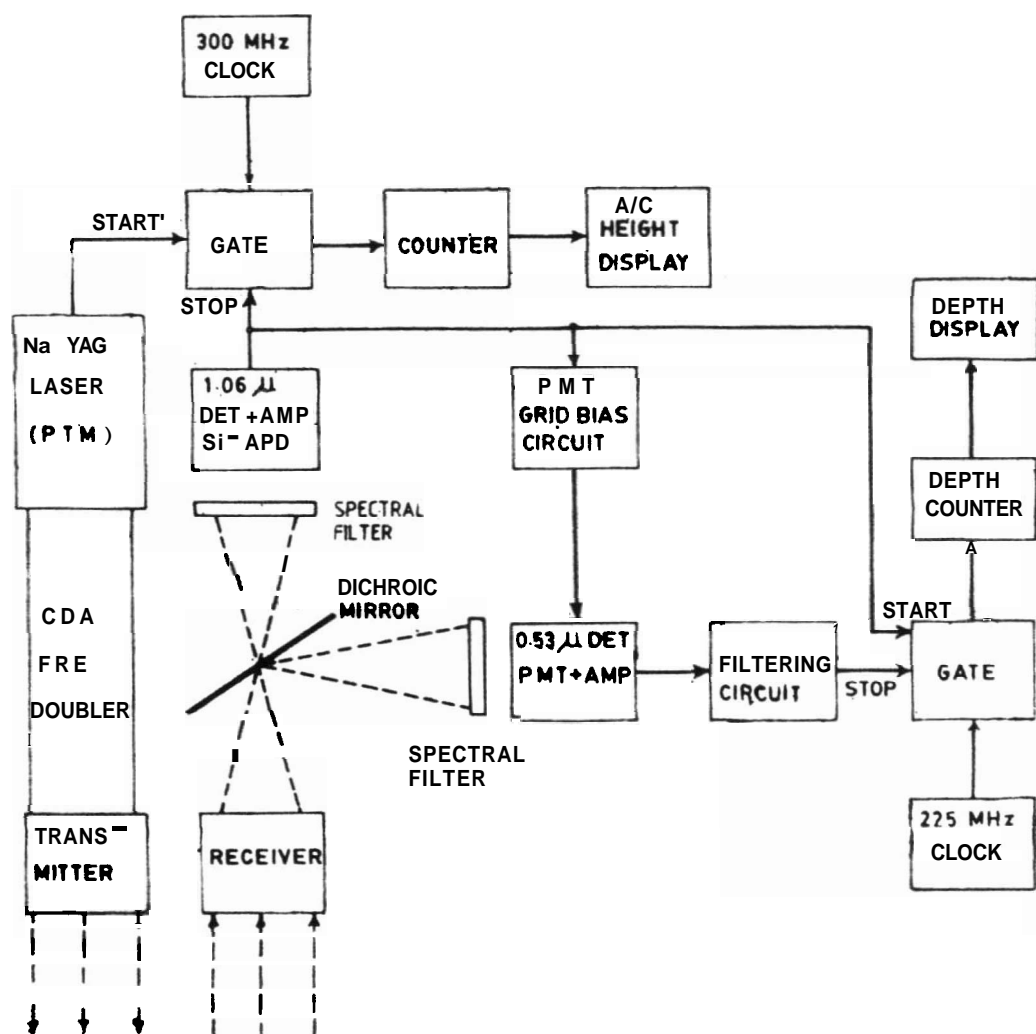 300 MHz
CLOCK
START'
GATE
COUNTER
A/C
HEIGHT
DISPLAY
STOP
Na YAG
LASER
(PTM)
1.06 μ
DET +AMP
Si- APD
PMT
GRID BIAS
CIRCUIT
DEPTH
DISPLAY
DEPTH
COUNTER
A
SPECTRAL
FILTER
DICHROIC
MIRROR
CDA
FRE
DOUBLER
0.53 μ DET
PMT+AMP
FILTERING
CIRCUIT
START
STOP
GATE
SPECTRAL
FILTER
TRANS-
MITTER
RECEIVER
225 MHz
CLOCK